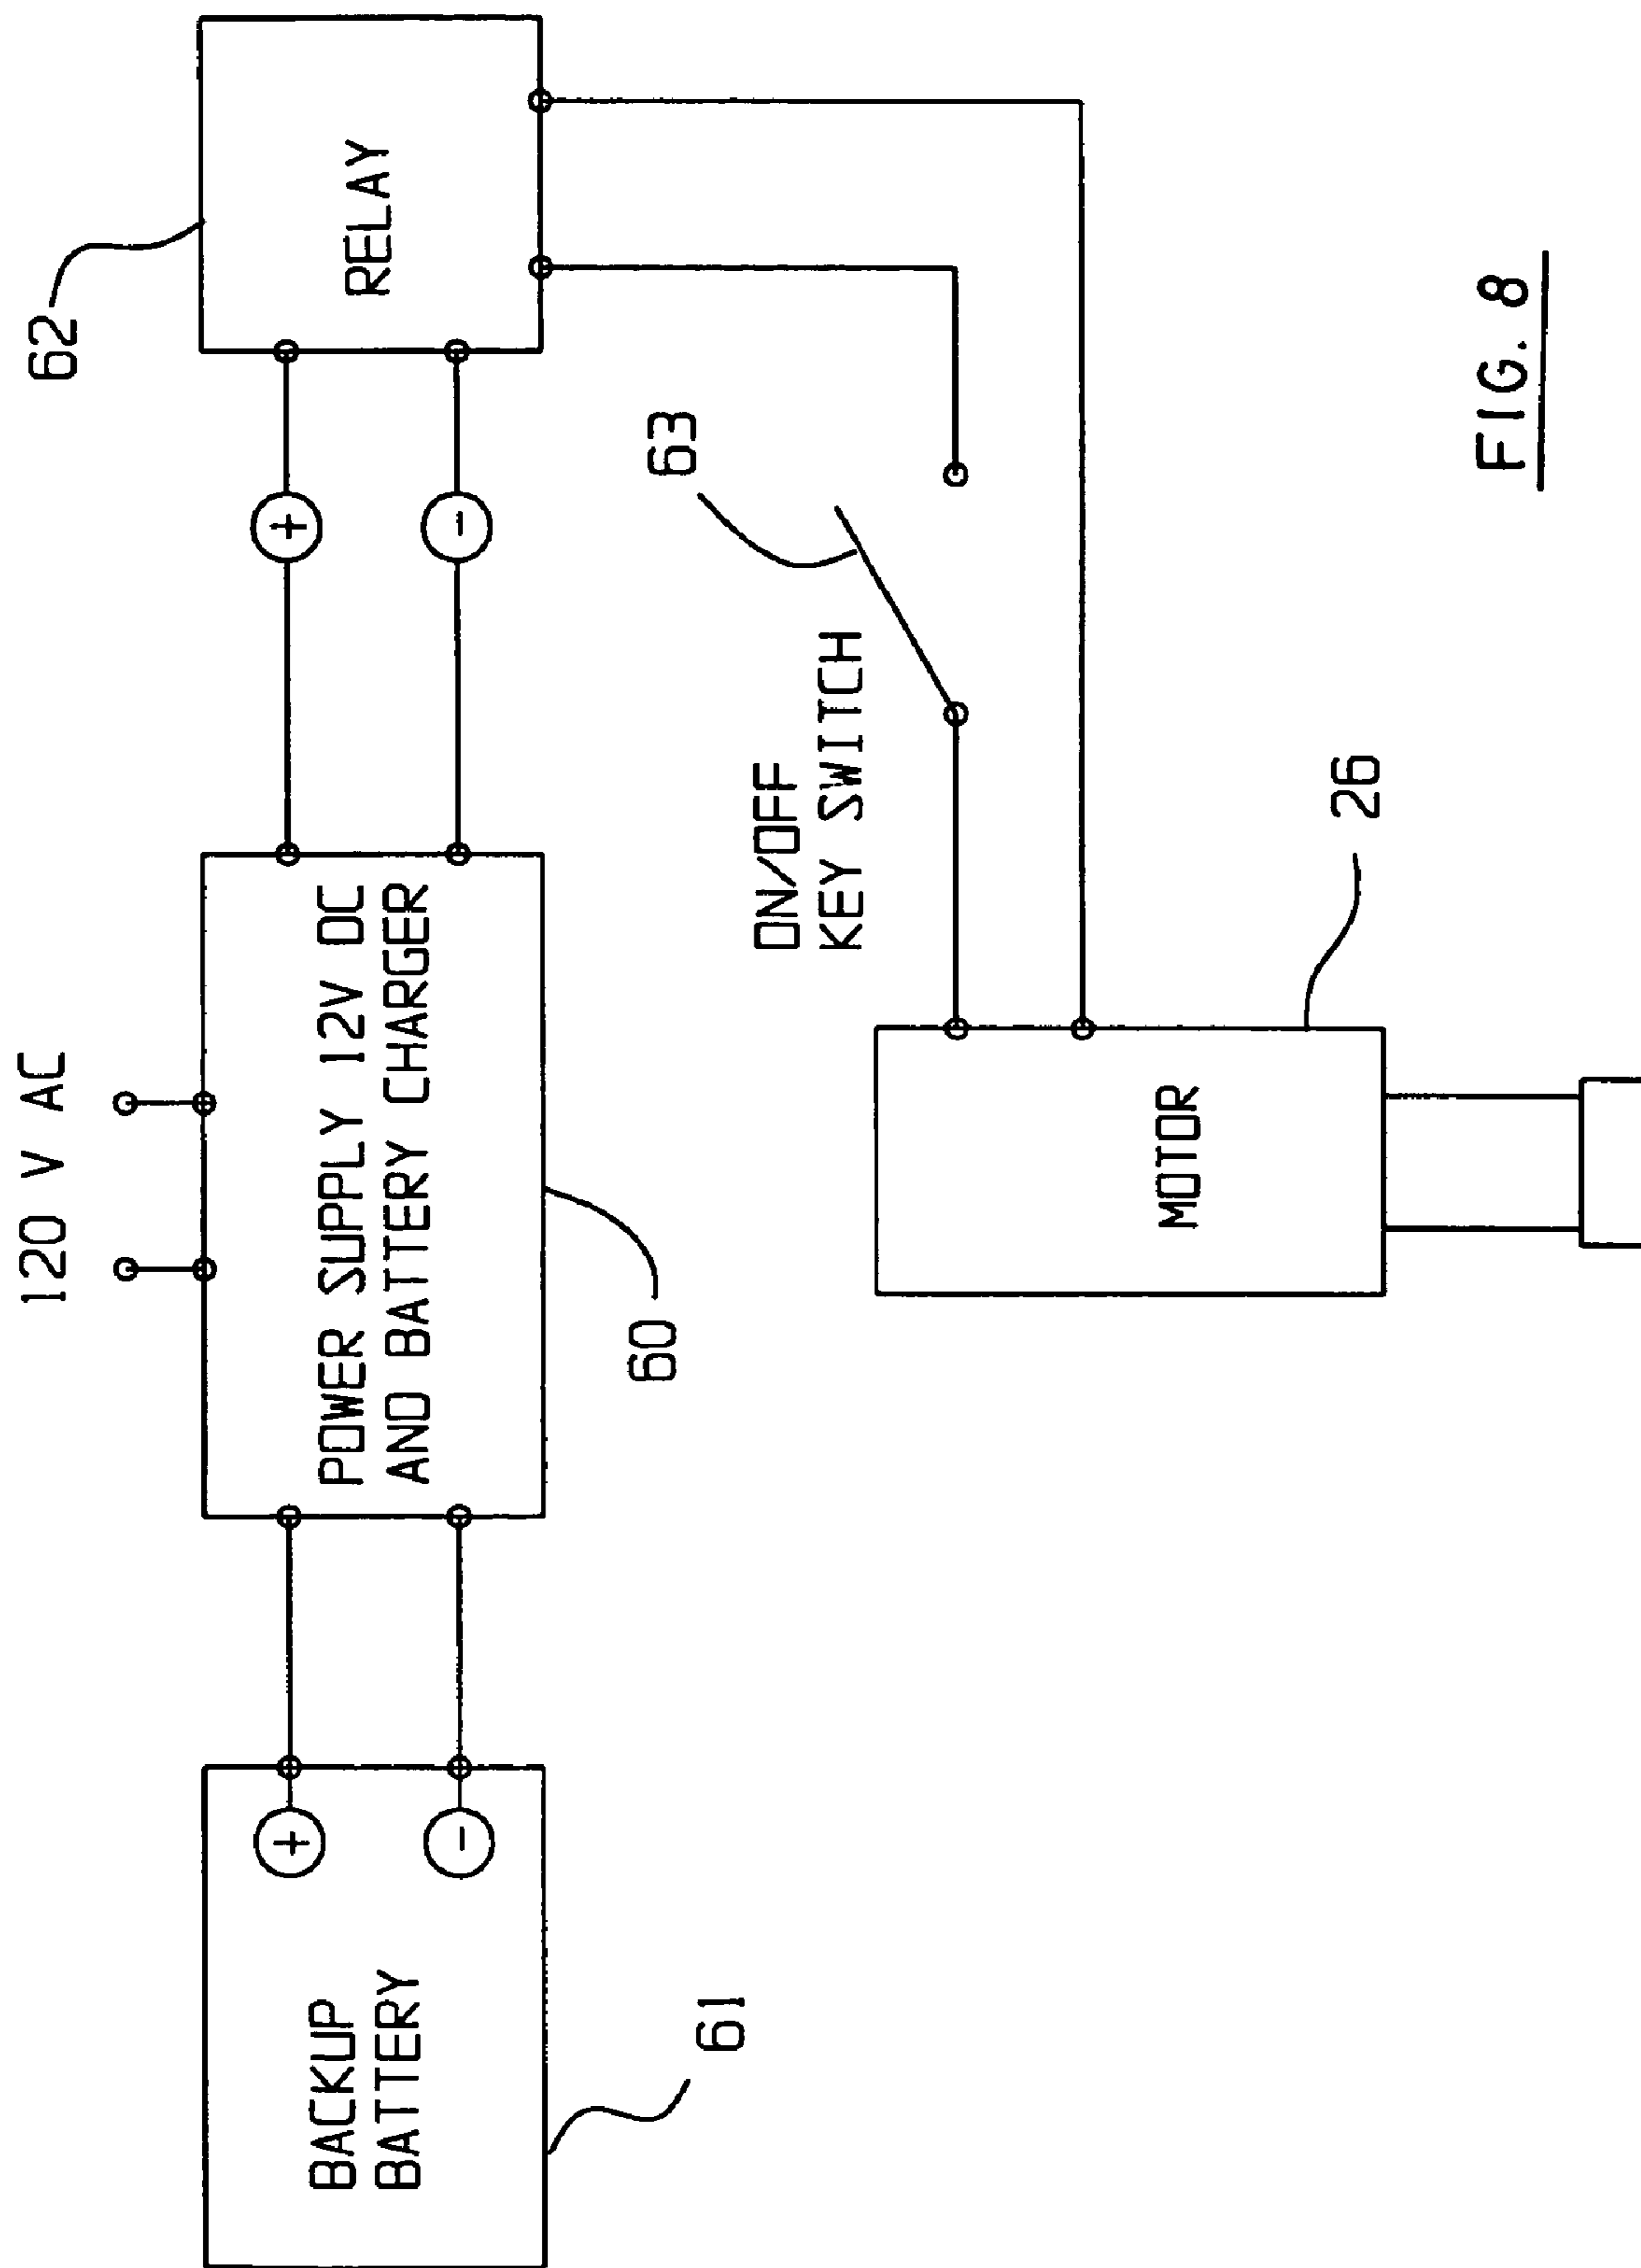 120 V AC
62
BACKUP
BATTERY
+
-
POWER SUPPLY 12V DC
AND BATTERY CHARGER
+
-
RELAY
61
60
63
ON/OFF
KEY SWITCH
MOTOR
26
FIG. 8